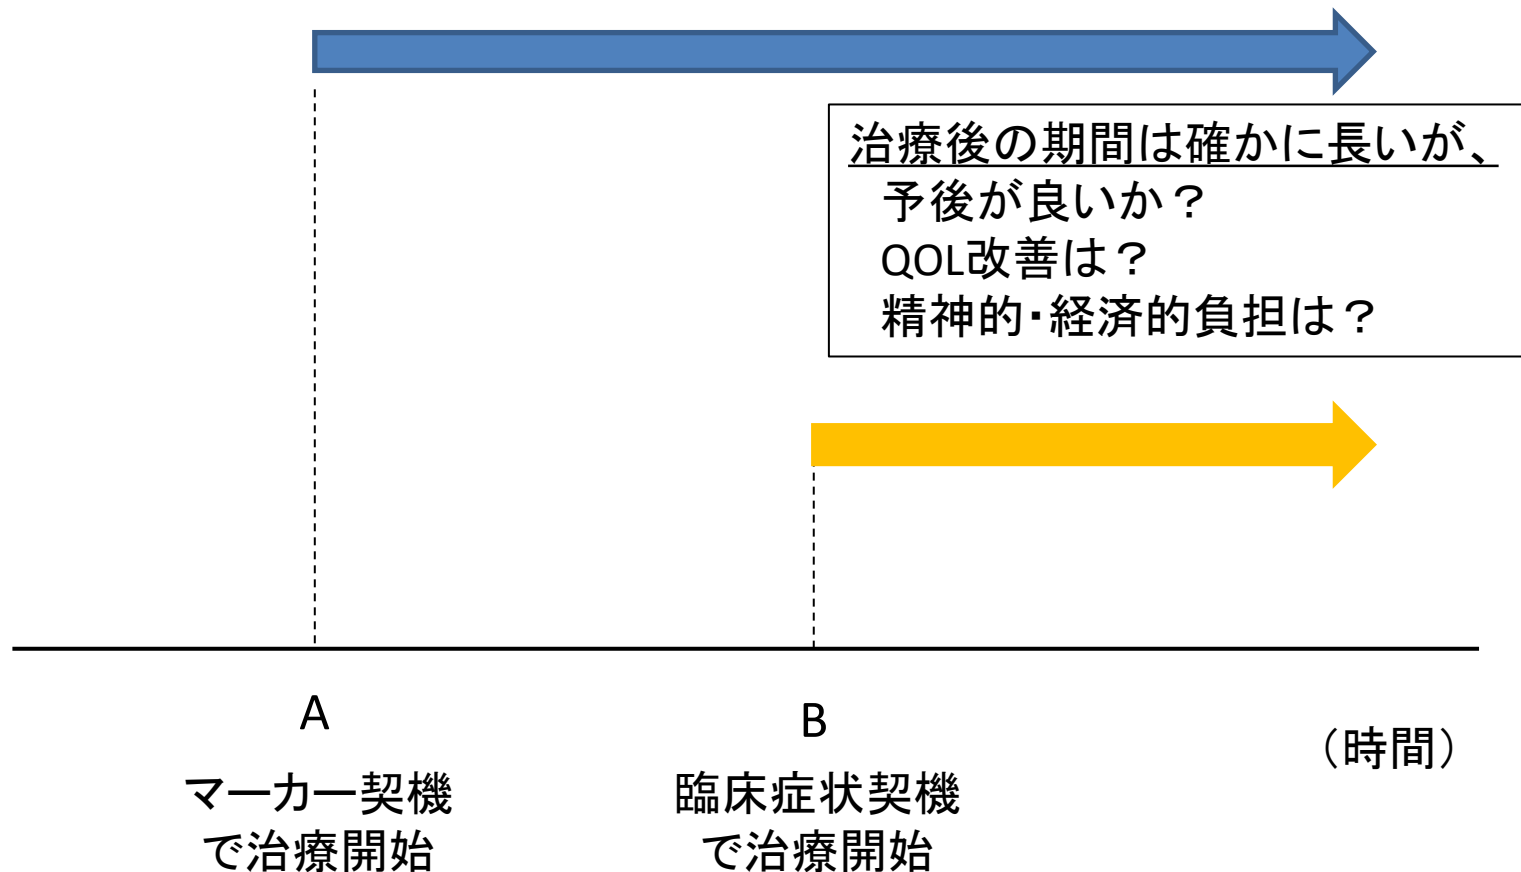 治療後の期間は確かに長いが、
予後が良いか？
QOL改善は？
精神的・経済的負担は？
A
B
（時間）
マーカー契機
で治療開始
臨床症状契機
で治療開始